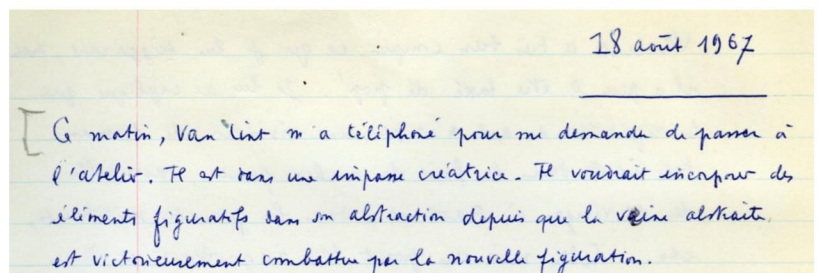 18 août 1967
[ Ce matin, Van Lint m'a téléphoné pour me demander de passer à
l'atelier. Il est dans une impasse créatrice. Il voudrait incorporer des
éléments figuratifs dans son abstraction depuis que la veine abstraite
est victorieusement combattue par la nouvelle figuration.